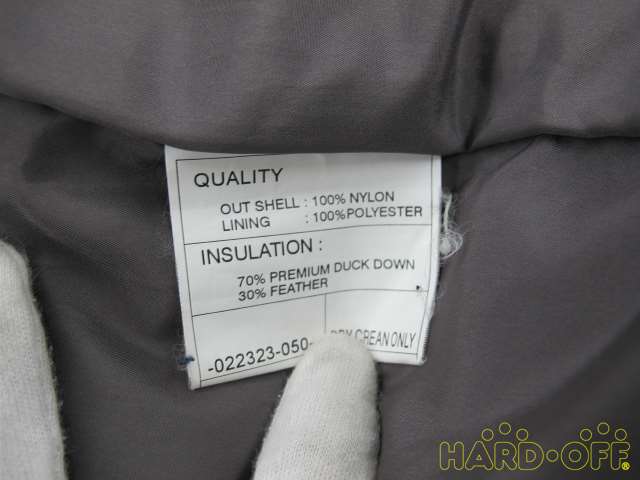 QUALITY
OUT SHELL : 100% NYLON
LINING : 100%POLYESTER
INSULATION :
70% PREMIUM DUCK DOWN
30% FEATHER
-022323-050-
DRY CREAN ONLY
HARD-OFF®